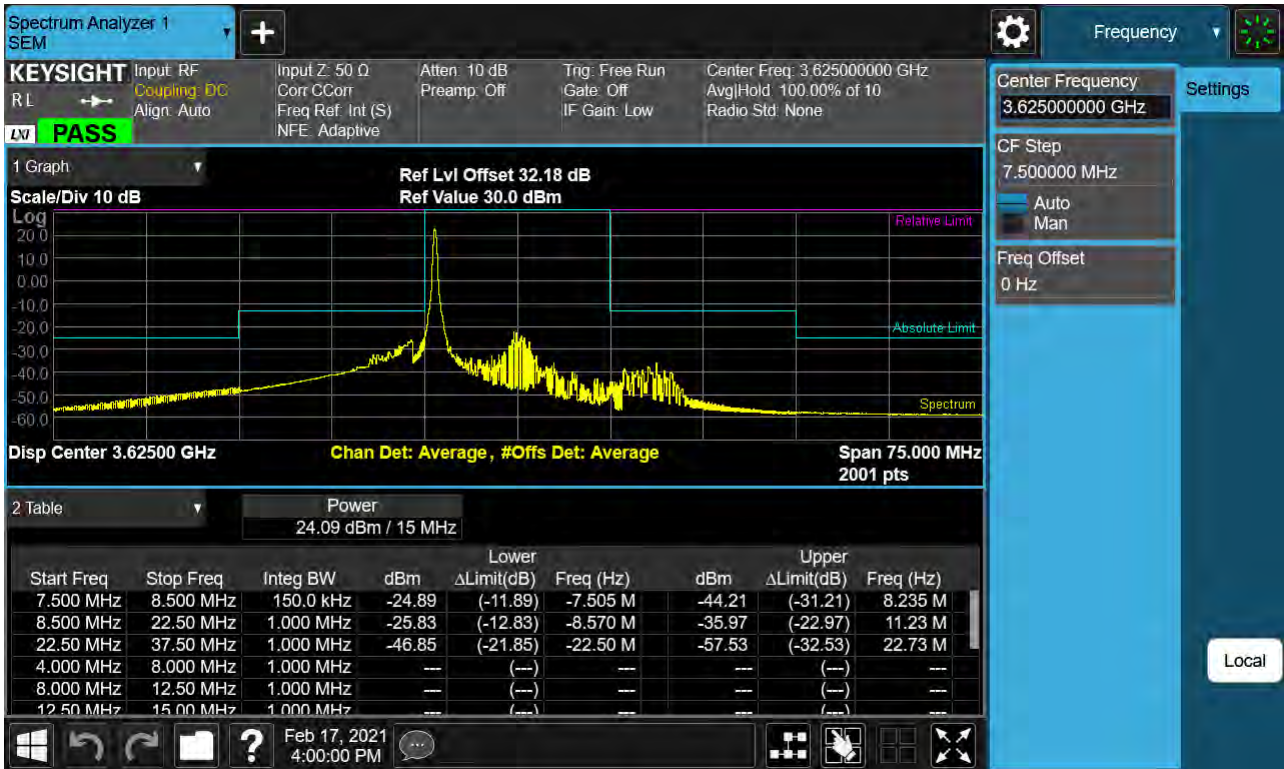 Spectrum Analyzer 1
SEM
Frequency
KEYSIGHT
R L
LXI
PASS
Input: RF
Coupling: DC
Align: Auto
Input Z: 50 Ω
Corr CCorr
Freq Ref: Int (S)
NFE: Adaptive
Atten: 10 dB
Preamp: Off
Trig: Free Run
Gate: Off
IF Gain: Low
Center Freq: 3.625000000 GHz
Avg|Hold: 100.00% of 10
Radio Std: None
Center Frequency
3.625000000 GHz
Settings
CF Step
7.500000 MHz
Auto
Man
Freq Offset
0 Hz
1 Graph
Scale/Div 10 dB
Ref Lvl Offset 32.18 dB
Ref Value 30.0 dBm
Log
20.0
10.0
0.00
-10.0
-20.0
-30.0
-40.0
-50.0
-60.0
Relative Limit
Absolute Limit
Spectrum
Disp Center 3.62500 GHz
Chan Det: Average, #Offs Det: Average
Span 75.000 MHz
2001 pts
2 Table
Power
24.09 dBm / 15 MHz
Lower Upper
Start Freq Stop Freq Integ BW dBm ΔLimit(dB) Freq (Hz) dBm ΔLimit(dB) Freq (Hz)
7.500 MHz 8.500 MHz 150.0 kHz -24.89 (-11.89) -7.505 M -44.21 (-31.21) 8.235 M
8.500 MHz 22.50 MHz 1.000 MHz -25.83 (-12.83) -8.570 M -35.97 (-22.97) 11.23 M
22.50 MHz 37.50 MHz 1.000 MHz -46.85 (-21.85) -22.50 M -57.53 (-32.53) 22.73 M
4.000 MHz 8.000 MHz 1.000 MHz --- (---) --- --- (---) ---
8.000 MHz 12.50 MHz 1.000 MHz --- (---) --- --- (---) ---
12.50 MHz 15.00 MHz 1.000 MHz --- (---) --- --- (---) ---
Local
Feb 17, 2021
4:00:00 PM